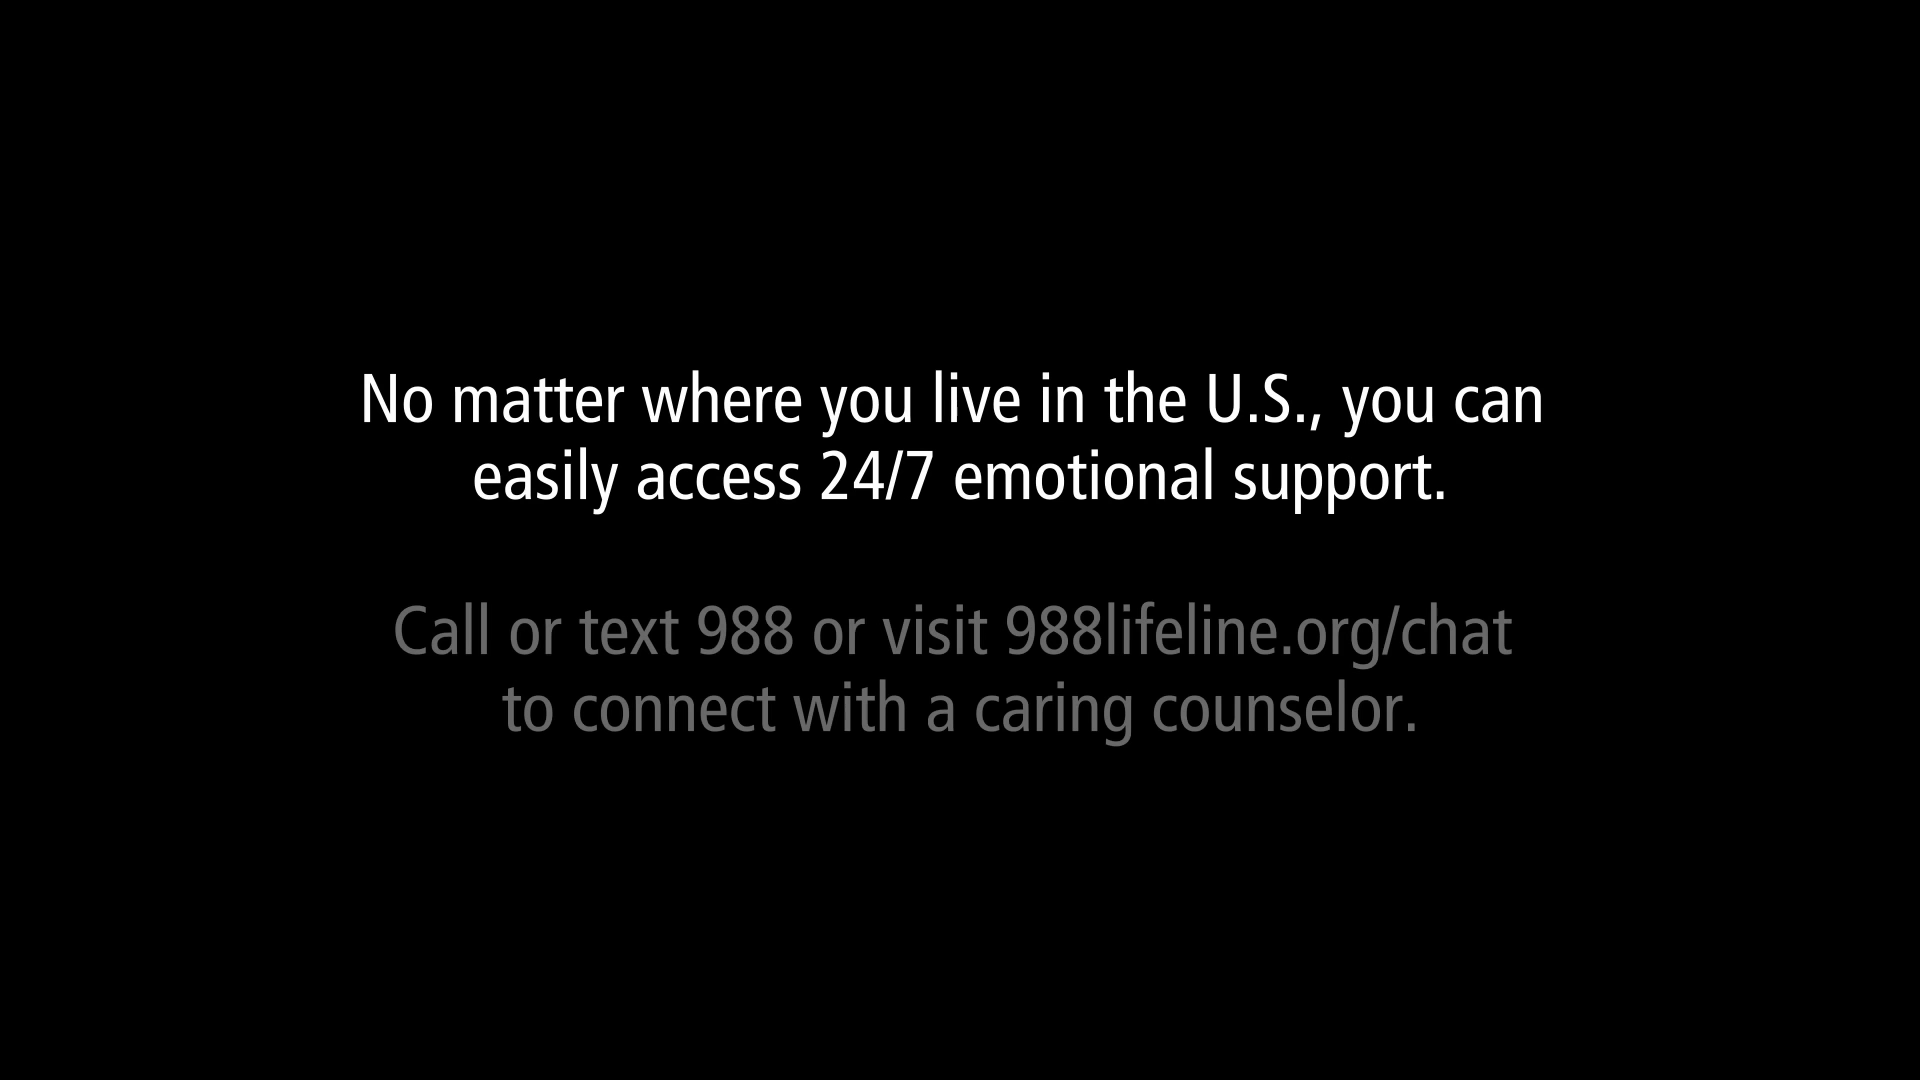 No matter where you live in the U.S., you can
easily access 24/7 emotional support.
Call or text 988 or visit 988lifeline.org/chat
to connect with a caring counselor.